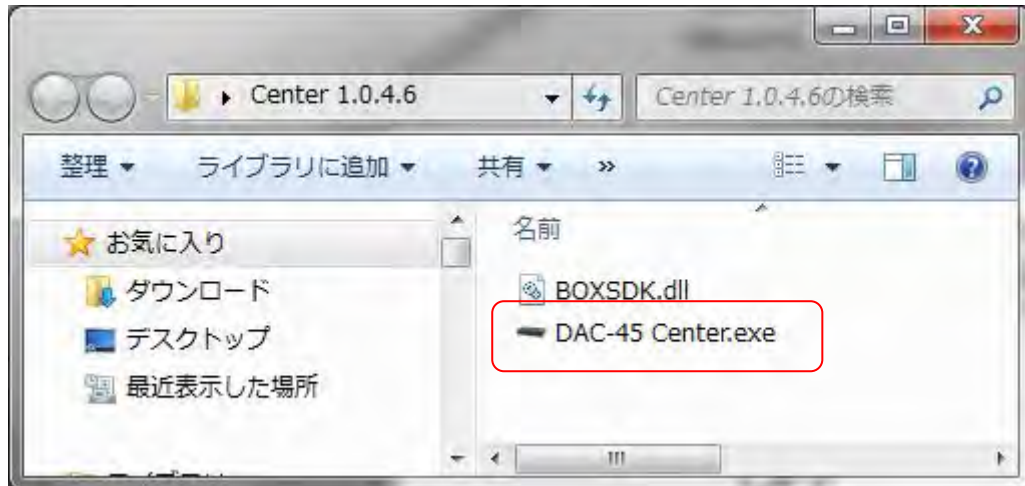 Center 1.0.4.6
Center 1.0.4.6の検索
整理
ライブラリに追加
共有
»
お気に入り
ダウンロード
デスクトップ
最近表示した場所
名前
BOXSDK.dll
DAC-45 Center.exe